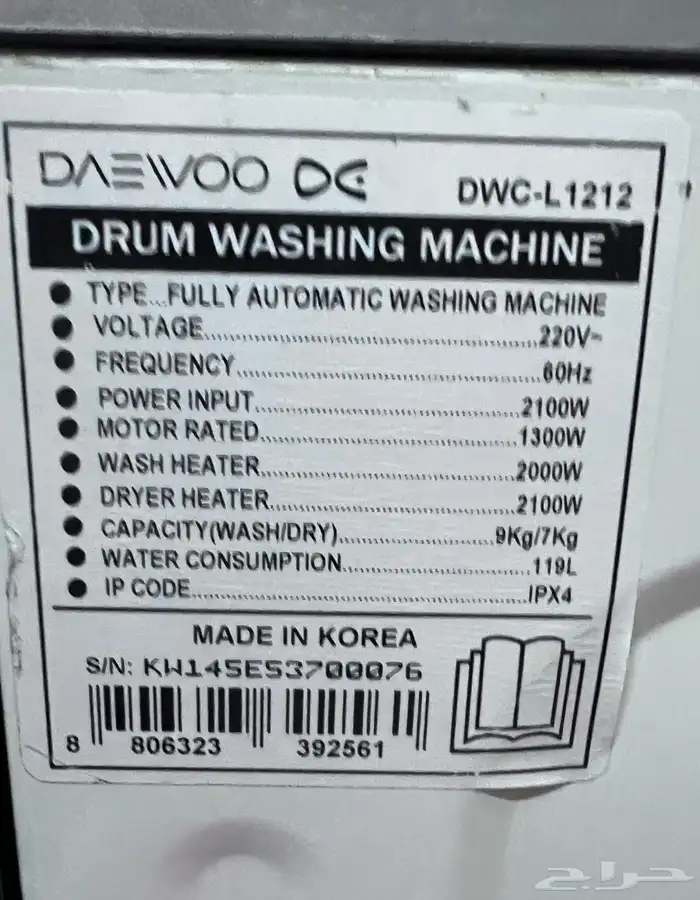 DAEWOO DE DWC-L1212
DRUM WASHING MACHINE
● TYPE...FULLY AUTOMATIC WASHING MACHINE
● VOLTAGE..........220V~
● FREQUENCY..........60Hz
● POWER INPUT..........2100W
● MOTOR RATED..........1300W
● WASH HEATER..........2000W
● DRYER HEATER..........2100W
● CAPACITY(WASH/DRY)..........9Kg/7Kg
● WATER CONSUMPTION..........119L
● IP CODE..........IPX4
MADE IN KOREA
S/N: KW145E53700076
8 806323 392561
حراج